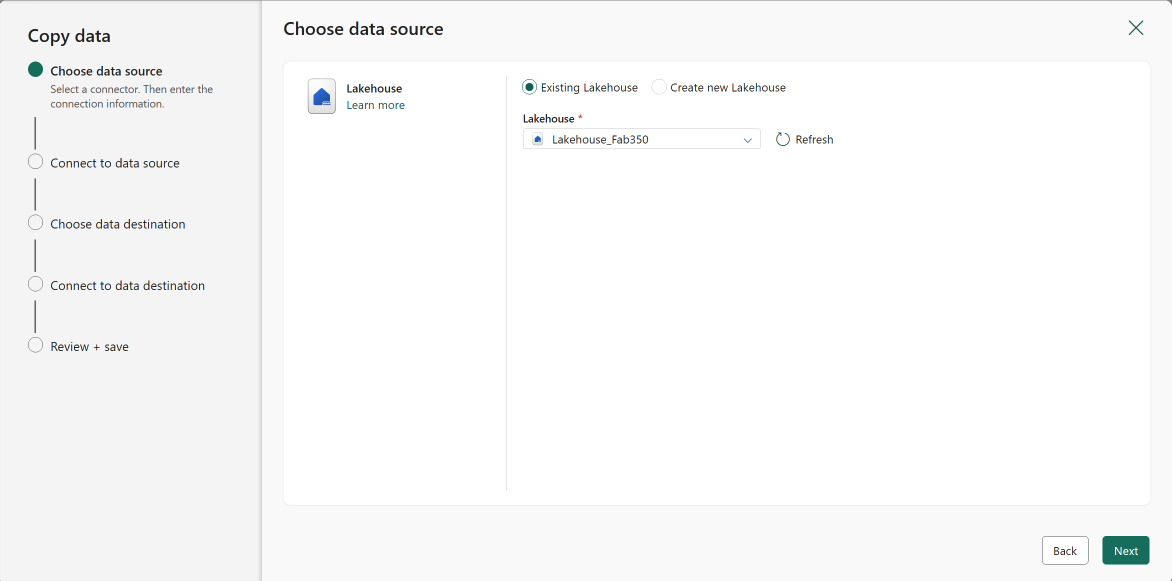 Copy data
Choose data source
Select a connector. Then enter the
connection information.
Connect to data source
Choose data destination
Connect to data destination
Review + save
Choose data source
Lakehouse
Learn more
Existing Lakehouse
Create new Lakehouse
Lakehouse *
Lakehouse_Fab350
Refresh
Back
Next